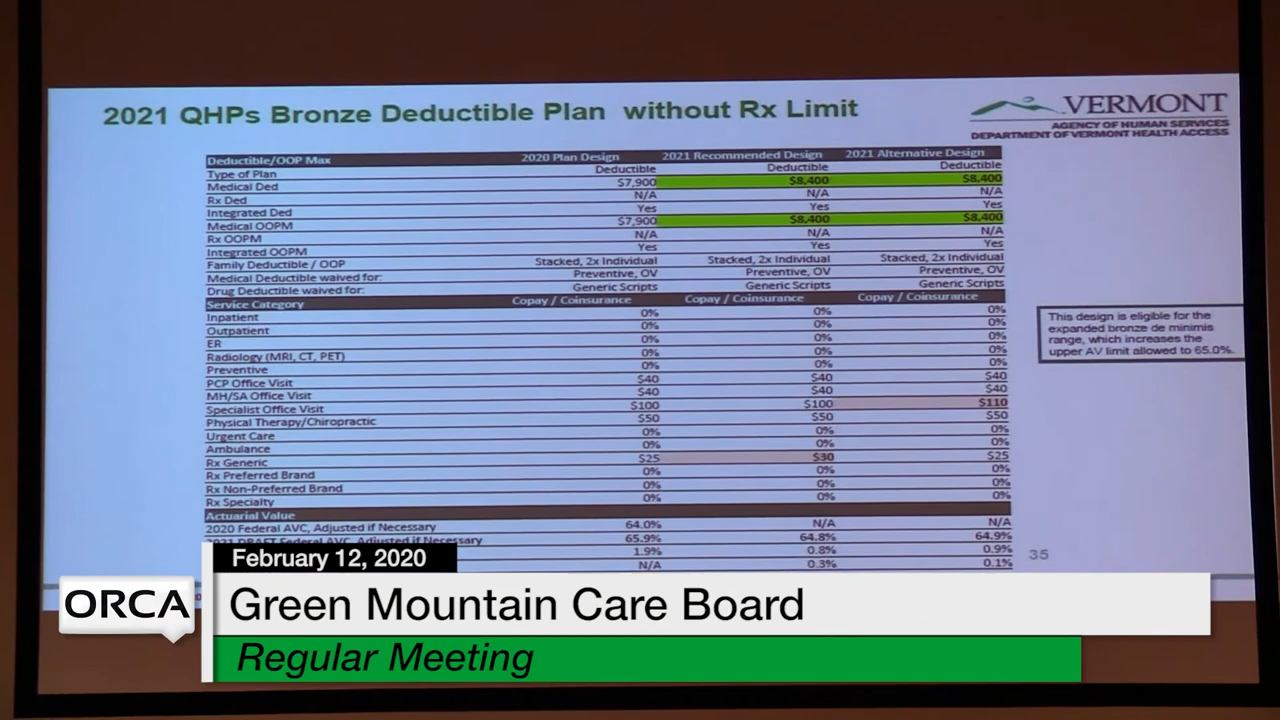 2021 QHPs Bronze Deductible Plan without Rx Limit
VERMONT
AGENCY OF HUMAN SERVICES
DEPARTMENT OF VERMONT HEALTH ACCESS
Deductible/OOP Max 2020 Plan Design 2021 Recommended Design 2021 Alternative Design
Type of Plan Deductible Deductible Deductible
Medical Ded $7,900 $8,400 $8,400
Rx Ded N/A N/A N/A
Integrated Ded Yes Yes Yes
Medical OOPM $7,900 $8,400 $8,400
Rx OOPM N/A N/A N/A
Integrated OOPM Yes Yes Yes
Family Deductible / OOP Stacked, 2x Individual Stacked, 2x Individual Stacked, 2x Individual
Medical Deductible waived for: Preventive, OV Preventive, OV Preventive, OV
Drug Deductible waived for: Generic Scripts Generic Scripts Generic Scripts
Service Category Copay / Coinsurance Copay / Coinsurance Copay / Coinsurance
Inpatient 0% 0% 0%
Outpatient 0% 0% 0%
ER 0% 0% 0%
Radiology (MRI, CT, PET) 0% 0% 0%
Preventive 0% 0% 0%
PCP Office Visit $40 $40 $40
MH/SA Office Visit $40 $40 $40
Specialist Office Visit $100 $100 $110
Physical Therapy/Chiropractic $50 $50 $50
Urgent Care 0% 0% 0%
Ambulance 0% 0% 0%
Rx Generic $25 $30 $25
Rx Preferred Brand 0% 0% 0%
Rx Non-Preferred Brand 0% 0% 0%
Rx Specialty 0% 0% 0%
Actuarial Value
2020 Federal AVC, Adjusted if Necessary 64.0% N/A N/A
2021 DRAFT Federal AVC, Adjusted if Necessary 65.9% 64.8% 64.9%
1.9% 0.8% 0.9%
N/A 0.3% 0.1%
This design is eligible for the
expanded bronze de minimis
range, which increases the
upper AV limit allowed to 65.0%.
35
February 12, 2020
ORCA
Green Mountain Care Board
Regular Meeting